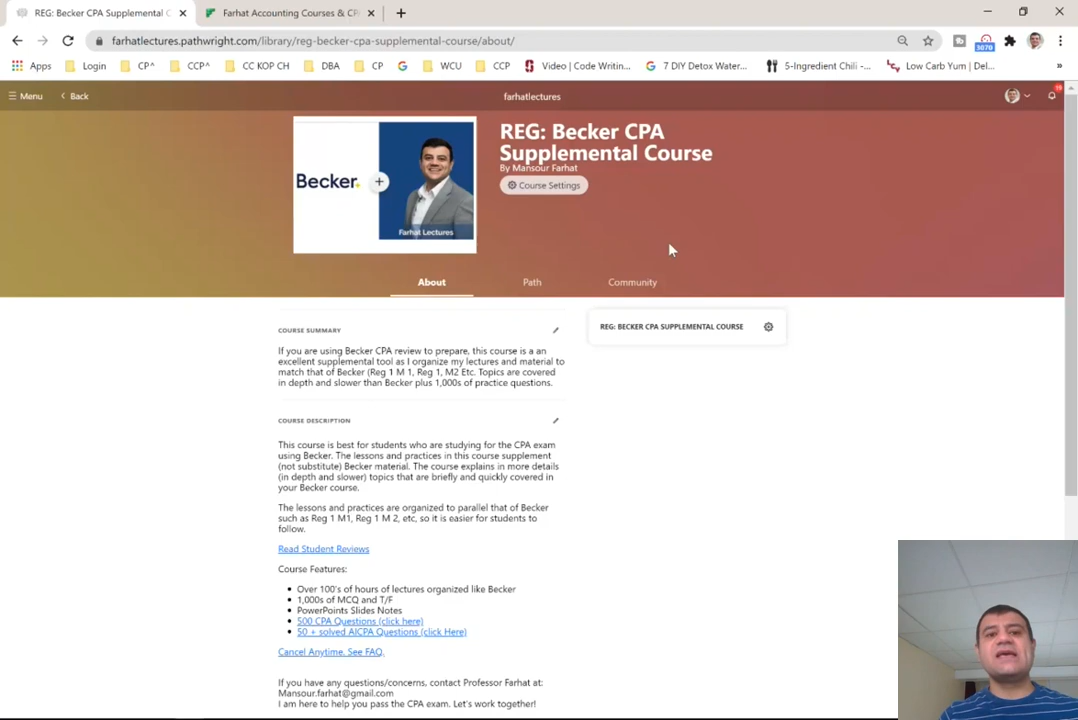 REG: Becker CPA Supplemental C
Farhat Accounting Courses & CP
farhatlectures.pathwright.com/library/reg-becker-cpa-supplemental-course/about/
3070
Apps Login CP^ CCP^ CC KOP CH DBA CP WCU CCP Video | Code Writin... 7 DIY Detox Water... 5-Ingredient Chili -... Low Carb Yum | Del...
Menu Back farhatlectures
Becker. + Farhat Lectures
REG: Becker CPA
Supplemental Course
By Mansour Farhat
Course Settings
About Path Community
COURSE SUMMARY
If you are using Becker CPA review to prepare, this course is a an
excellent supplemental tool as I organize my lectures and material to
match that of Becker (Reg 1 M 1, Reg 1, M2 Etc. Topics are covered
in depth and slower than Becker plus 1,000s of practice questions.
REG: BECKER CPA SUPPLEMENTAL COURSE
COURSE DESCRIPTION
This course is best for students who are studying for the CPA exam
using Becker. The lessons and practices in this course supplement
(not substitute) Becker material. The course explains in more details
(in depth and slower) topics that are briefly and quickly covered in
your Becker course.
The lessons and practices are organized to parallel that of Becker
such as Reg 1 M1, Reg 1 M 2, etc, so it is easier for students to
follow.
Read Student Reviews
Course Features:
• Over 100's of hours of lectures organized like Becker
• 1,000s of MCQ and T/F
• PowerPoints Slides Notes
• 500 CPA Questions (click here)
• 50 + solved AICPA Questions (click Here)
Cancel Anytime. See FAQ.
If you have any questions/concerns, contact Professor Farhat at:
Mansour.farhat@gmail.com
I am here to help you pass the CPA exam. Let's work together!